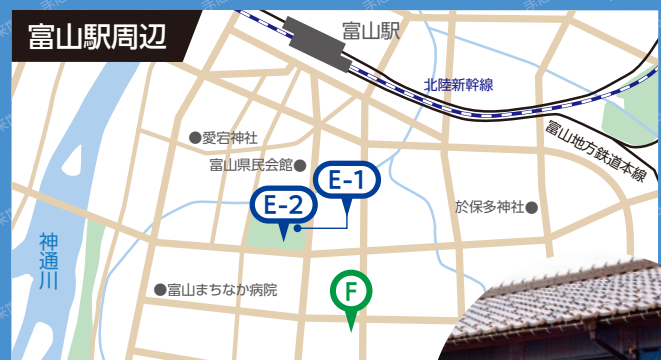 富山駅周辺
富山駅
北陸新幹線
富山地方鉄道本線
愛宕神社
富山県民会館
E-1
E-2
於保多神社
神通川
富山まちなか病院
F